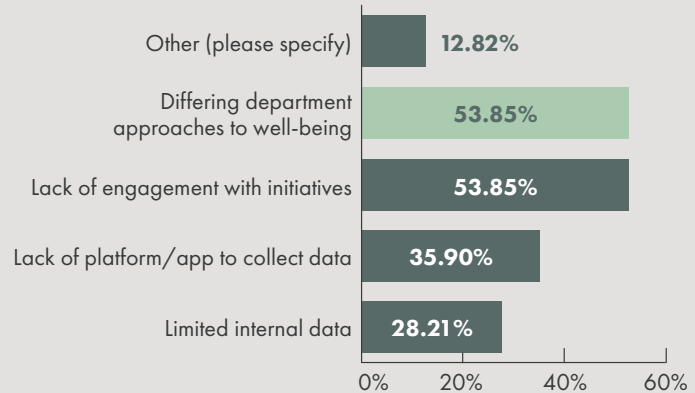 Other (please specify)
12.82%
Differing department
approaches to well-being
53.85%
Lack of engagement with initiatives
53.85%
Lack of platform/app to collect data
35.90%
Limited internal data
28.21%
0%
20%
40%
60%